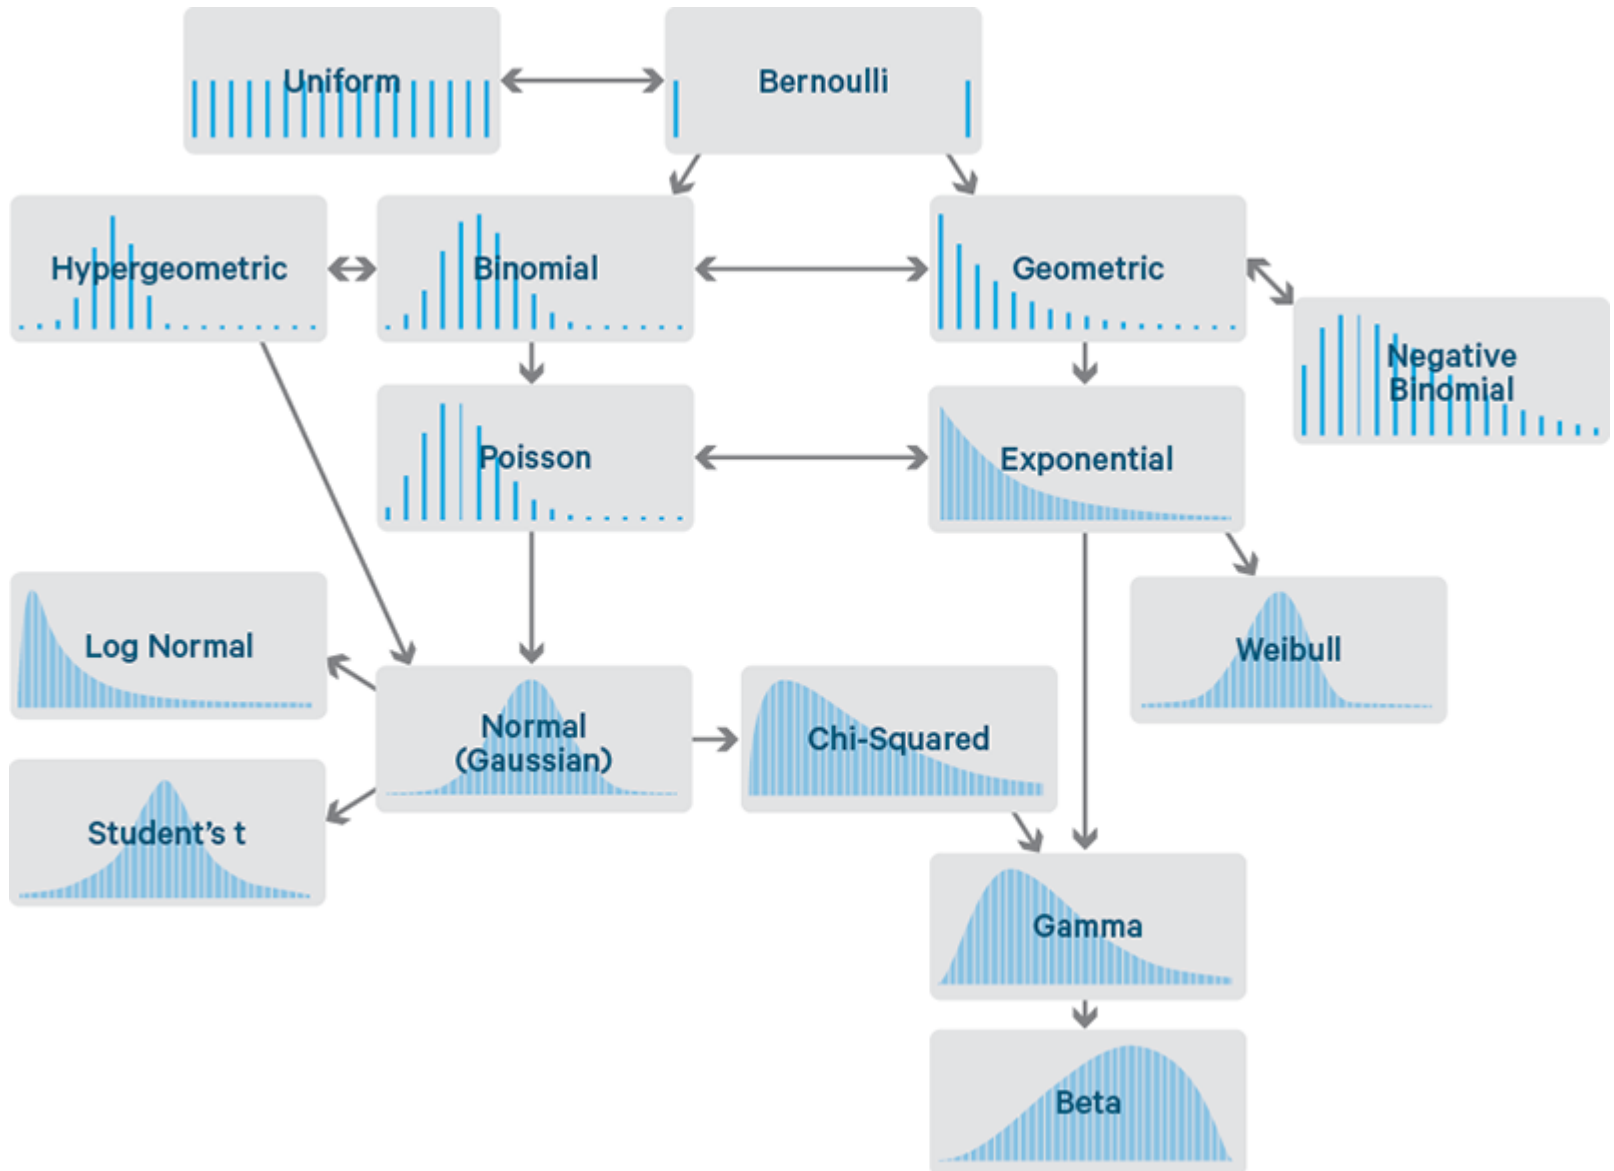 Uniform
Bernoulli
Hypergeometric
Binomial
Geometric
Negative
Binomial
Poisson
Exponential
Log Normal
Weibull
Normal
(Gaussian)
Chi-Squared
Student’s t
Gamma
Beta